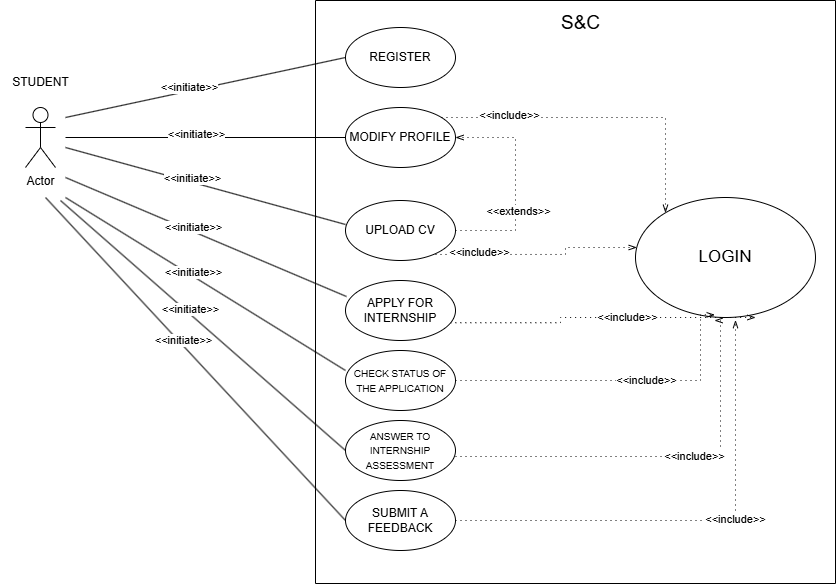 S&C
STUDENT
Actor
<<initiate>>
<<initiate>>
<<initiate>>
<<initiate>>
<<initiate>>
<<initiate>>
<<initiate>>
REGISTER
MODIFY PROFILE
<<include>>
<<extends>>
UPLOAD CV
<<include>>
LOGIN
APPLY FOR
INTERNSHIP
<<include>>
CHECK STATUS OF
THE APPLICATION
<<include>>
ANSWER TO
INTERNSHIP
ASSESSMENT
<<include>>
SUBMIT A
FEEDBACK
<<include>>